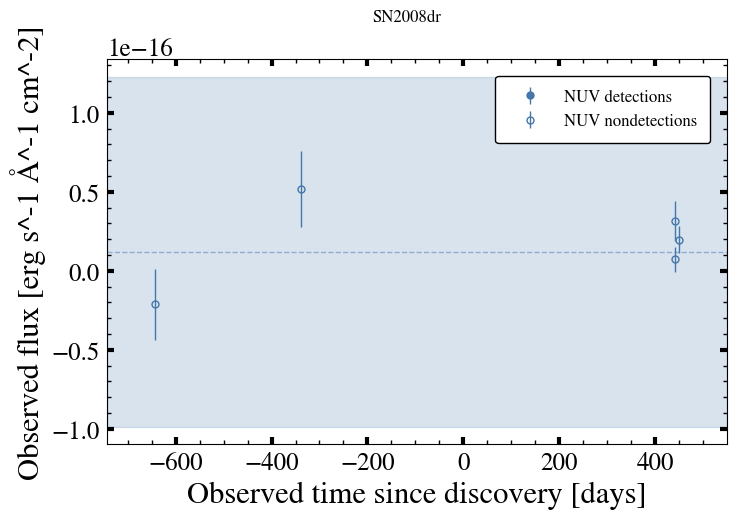 SN2008dr
1e−16
NUV detections
NUV nondetections
1.0
0.5
0.0
−0.5
−1.0
Observed flux [erg s^-1 Å^-1 cm^-2]
−600 −400 −200 0 200 400
Observed time since discovery [days]